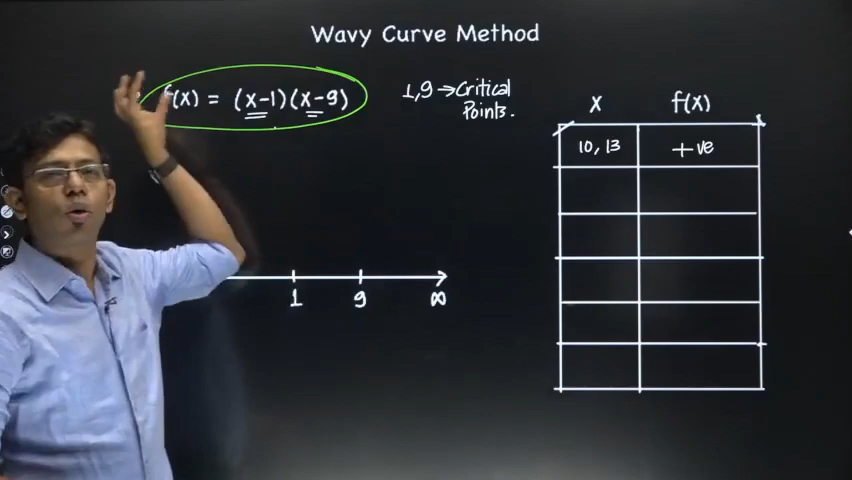 Wavy Curve Method
f(x) = (x-1)(x-9)
1,9 → Critical
Points.
x
f(x)
10, 13
+ve
1
9
∞